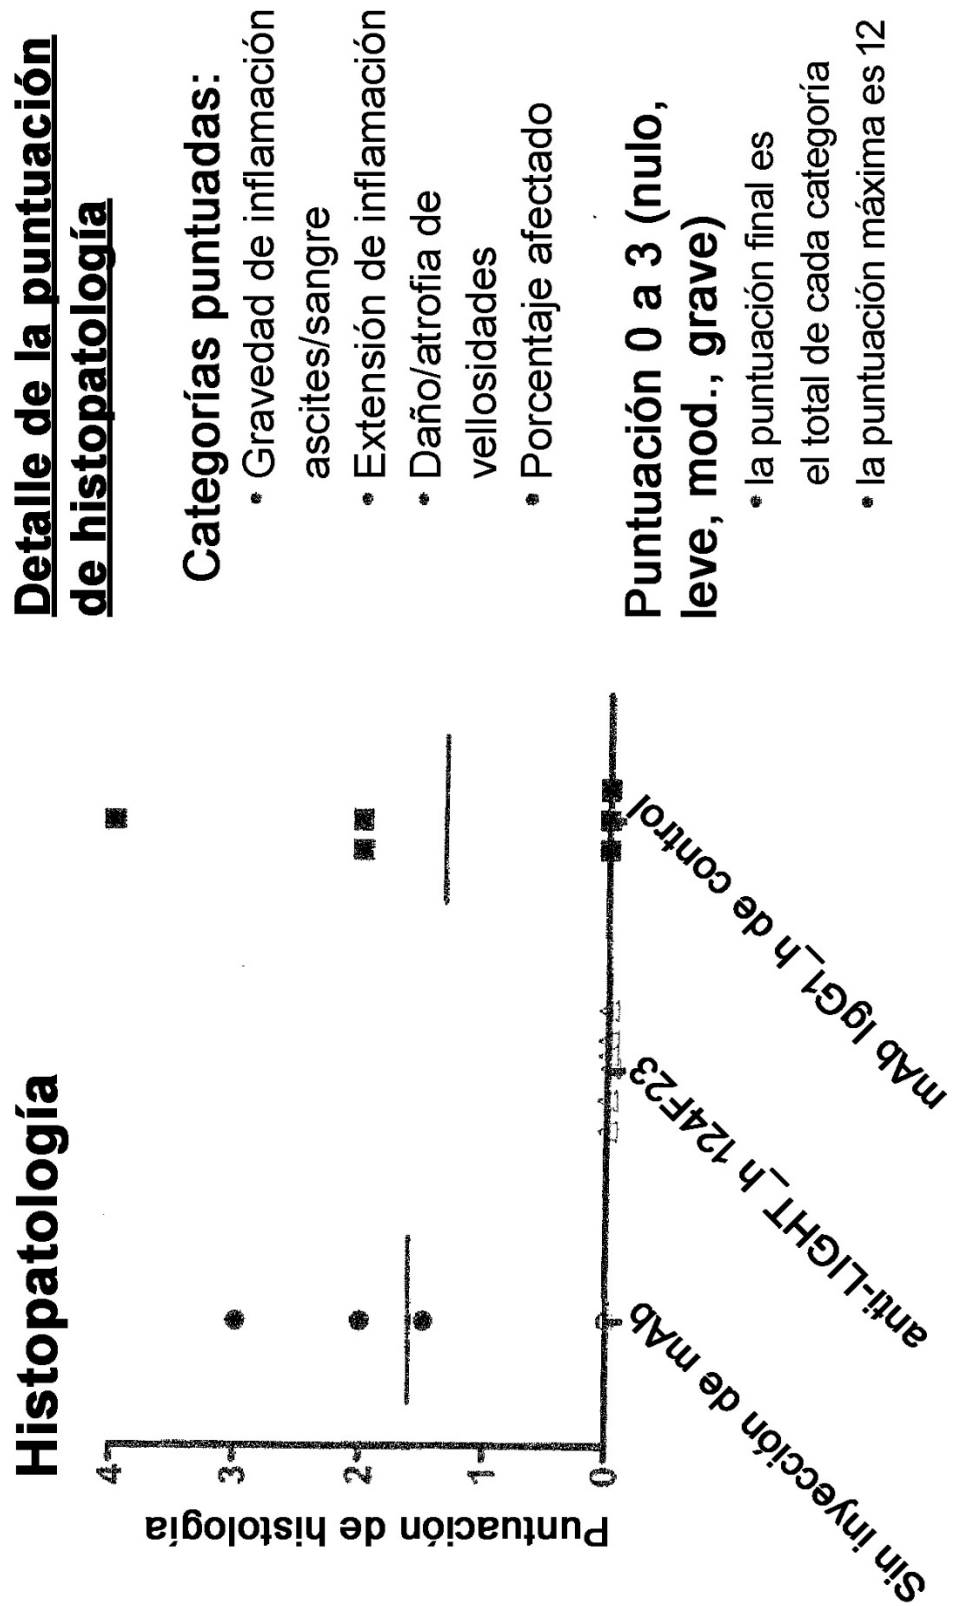 Histopatología
Puntuación de histología
4
3
2
1
0
Sin inyección de mAb
anti-LIGHT_h 124F23
mAb IgG1_h de control
Detalle de la puntuación
de histopatología
Categorías puntuadas:
• Gravedad de inflamación
ascites/sangre
• Extensión de inflamación
• Daño/atrofia de
vellosidades
• Porcentaje afectado
Puntuación 0 a 3 (nulo,
leve, mod., grave)
• la puntuación final es
el total de cada categoría
• la puntuación máxima es 12